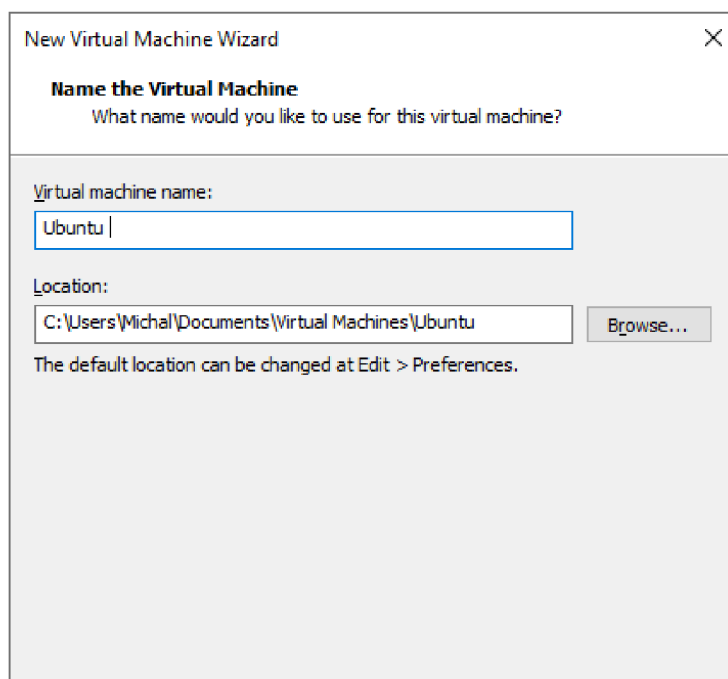 New Virtual Machine Wizard
Name the Virtual Machine
What name would you like to use for this virtual machine?
Virtual machine name:
Ubuntu
Location:
C:\Users\Michal\Documents\Virtual Machines\Ubuntu
Browse...
The default location can be changed at Edit > Preferences.